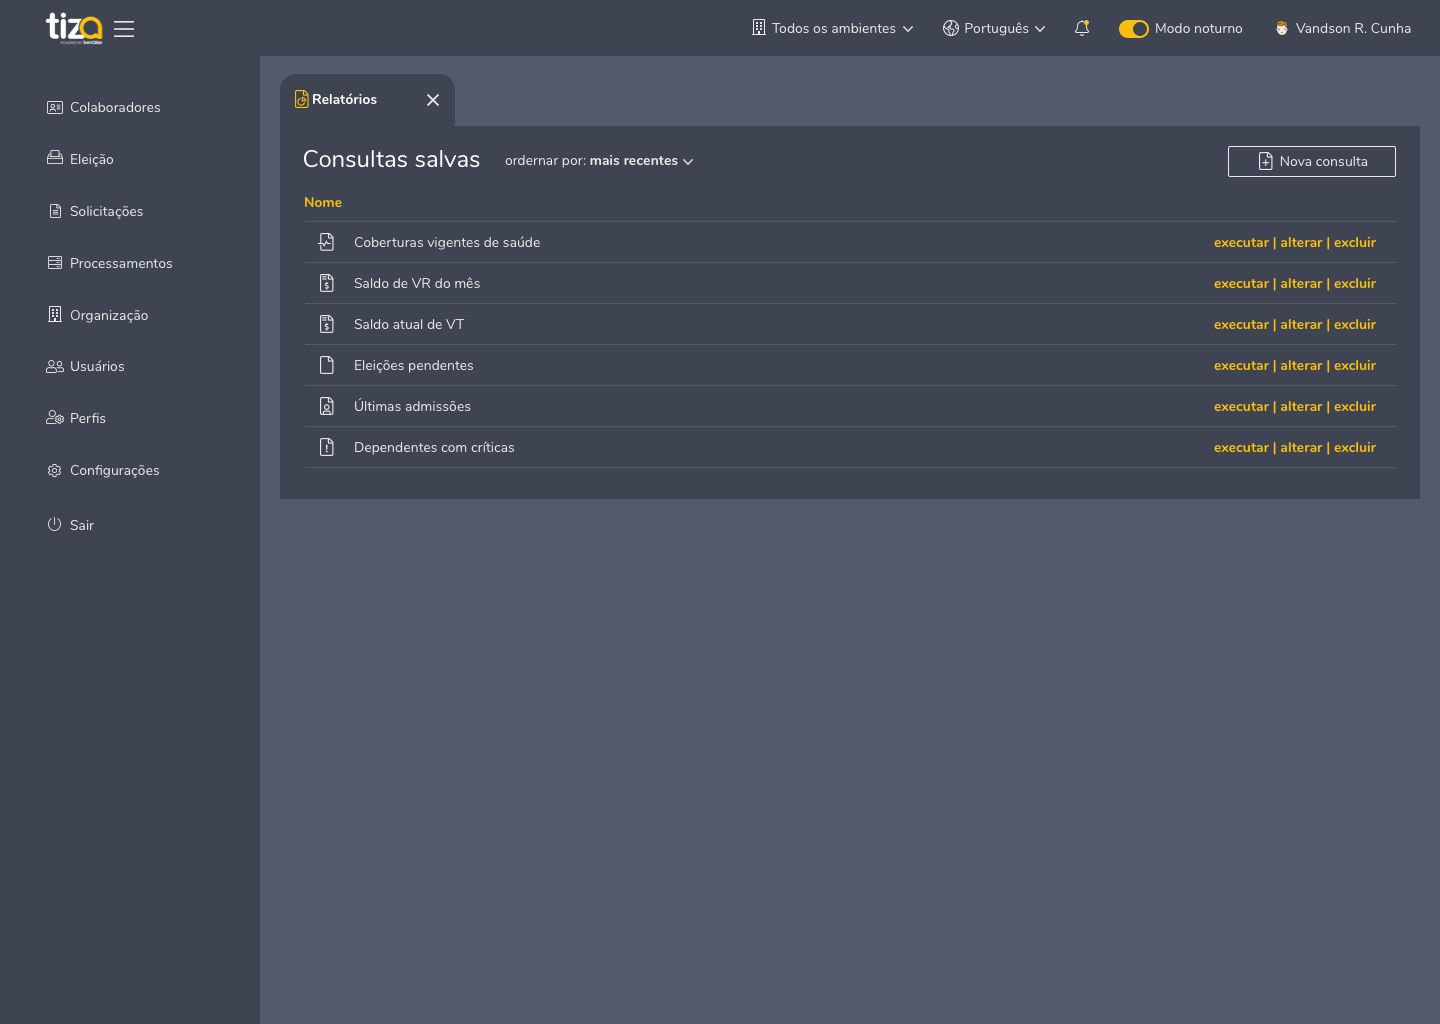 tiza
Todos os ambientes
Português
Modo noturno
Vandson R. Cunha
Colaboradores
Eleição
Solicitações
Processamentos
Organização
Usuários
Perfis
Configurações
Sair
Relatórios
Consultas salvas
ordernar por: mais recentes
Nova consulta
Nome
Coberturas vigentes de saúde
executar | alterar | excluir
Saldo de VR do mês
executar | alterar | excluir
Saldo atual de VT
executar | alterar | excluir
Eleições pendentes
executar | alterar | excluir
Últimas admissões
executar | alterar | excluir
Dependentes com críticas
executar | alterar | excluir